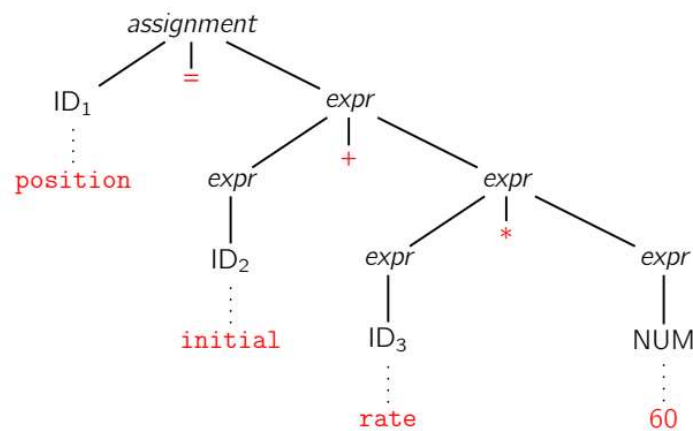 assignment
=
ID₁ expr
position expr + expr
ID₂ expr * expr
initial ID₃ NUM
rate 60